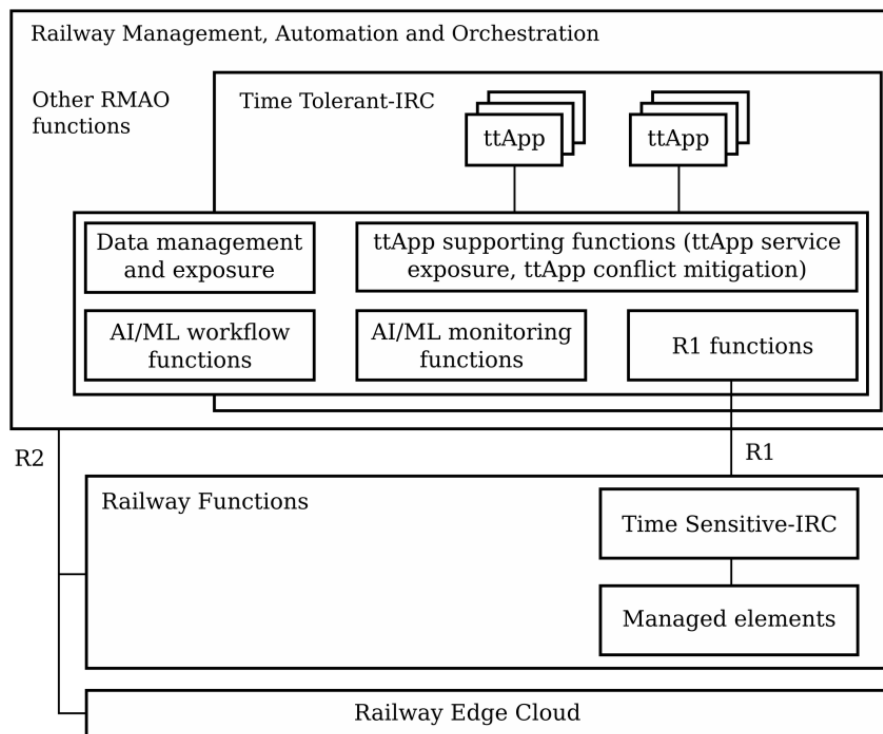 Railway Management, Automation and Orchestration
Other RMAO
functions
Time Tolerant-IRC
ttApp
ttApp
Data management
and exposure
ttApp supporting functions (ttApp service
exposure, ttApp conflict mitigation)
AI/ML workflow
functions
AI/ML monitoring
functions
R1 functions
R2
R1
Railway Functions
Time Sensitive-IRC
Managed elements
Railway Edge Cloud